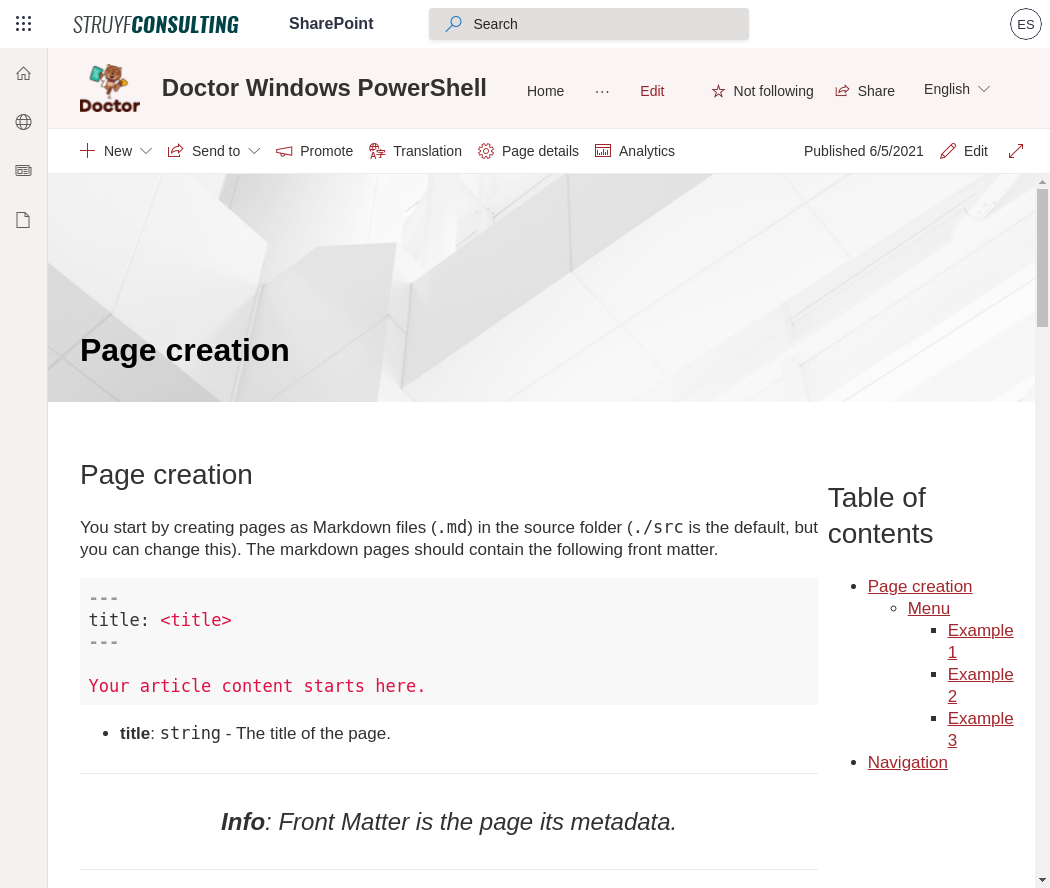 STRUYFCONSULTING SharePoint Search ES
Doctor Doctor Windows PowerShell Home ··· Edit Not following Share English
New Send to Promote Translation Page details Analytics Published 6/5/2021 Edit
Page creation
Page creation
You start by creating pages as Markdown files (.md) in the source folder (./src is the default, but
you can change this). The markdown pages should contain the following front matter.
---
title: <title>
---
Your article content starts here.
• title: string - The title of the page.
Info: Front Matter is the page its metadata.
Table of
contents
• Page creation
◦ Menu
▪ Example
1
▪ Example
2
▪ Example
3
• Navigation